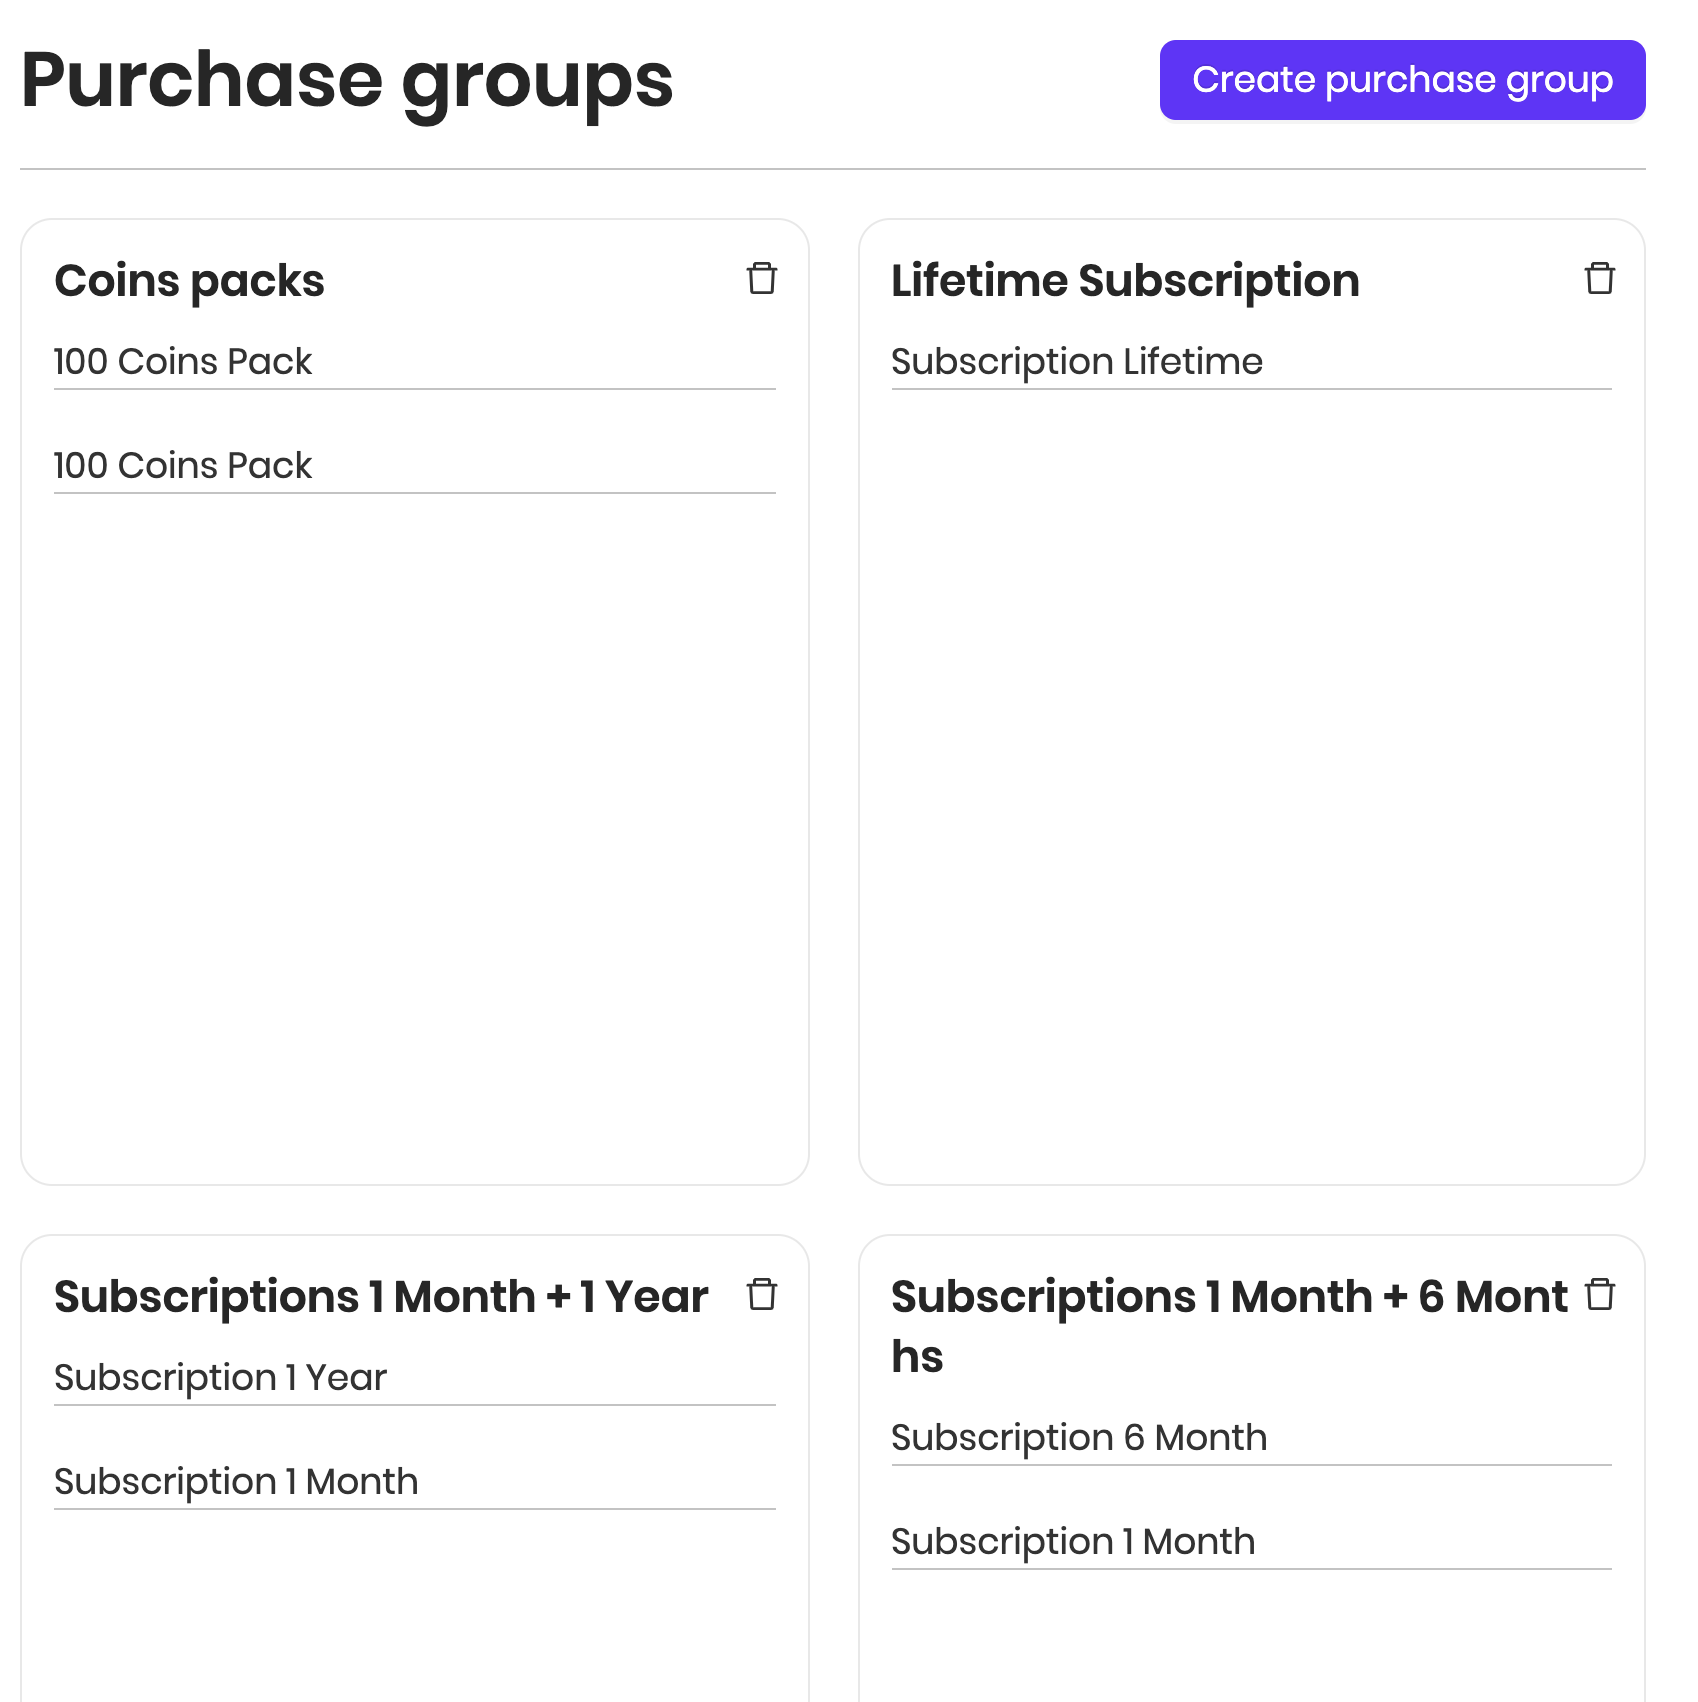 Purchase groups
Create purchase group
Coins packs
100 Coins Pack
100 Coins Pack
Lifetime Subscription
Subscription Lifetime
Subscriptions 1 Month + 1 Year
Subscription 1 Year
Subscription 1 Month
Subscriptions 1 Month + 6 Mont
hs
Subscription 6 Month
Subscription 1 Month